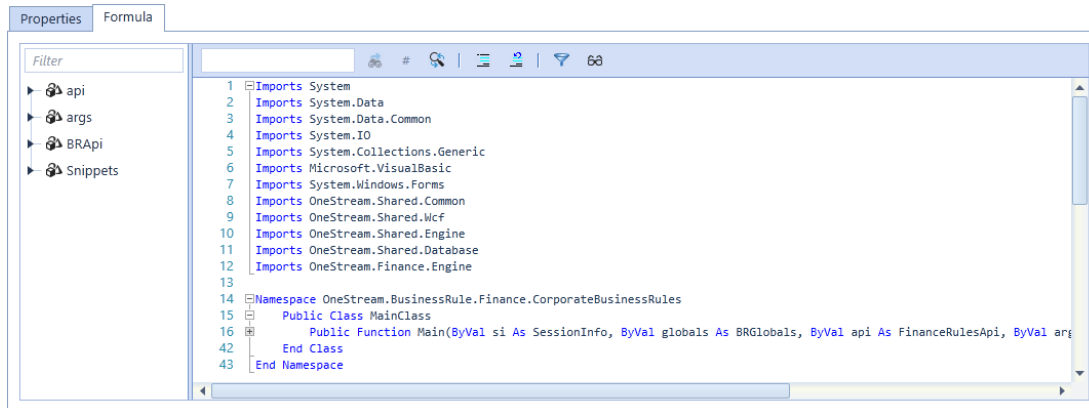 Properties
Formula
Filter
api
args
BRApi
Snippets
#
1 Imports System
2 Imports System.Data
3 Imports System.Data.Common
4 Imports System.IO
5 Imports System.Collections.Generic
6 Imports Microsoft.VisualBasic
7 Imports System.Windows.Forms
8 Imports OneStream.Shared.Common
9 Imports OneStream.Shared.Wcf
10 Imports OneStream.Shared.Engine
11 Imports OneStream.Shared.Database
12 Imports OneStream.Finance.Engine
13
14 Namespace OneStream.BusinessRule.Finance.CorporateBusinessRules
15 Public Class MainClass
16 Public Function Main(ByVal si As SessionInfo, ByVal globals As BRGlobals, ByVal api As FinanceRulesApi, ByVal arg
42 End Class
43 End Namespace